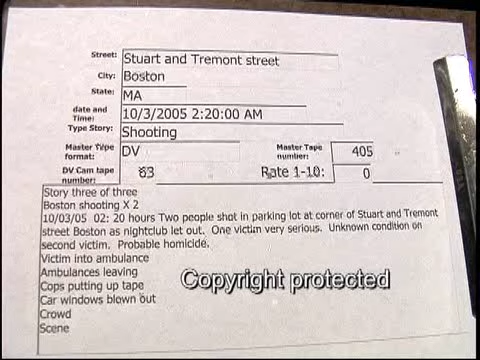 Street: Stuart and Tremont street
City: Boston
State: MA
date and Time: 10/3/2005 2:20:00 AM
Type Story: Shooting
Master Type format: DV Master Tape number: 405
DV Cam tape number: 63 Rate 1-10: 0
Story three of three
Boston shooting X 2
10/03/05 02: 20 hours Two people shot in parking lot at corner of Stuart and Tremont
street Boston as nightclub let out. One victim very serious. Unknown condition on
second victim. Probable homicide.
Victim into ambulance
Ambulances leaving
Cops putting up tape
Car windows blown out
Crowd
Scene
Copyright protected